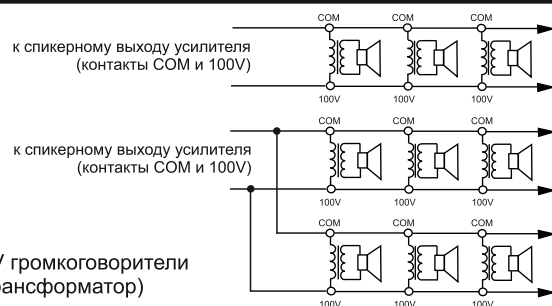 COM COM COM
к спикерному выходу усилителя
(контакты COM и 100V)
100V 100V 100V
COM COM COM
к спикерному выходу усилителя
(контакты COM и 100V)
100V 100V 100V
COM COM COM
громкоговорители
100V 100V 100V